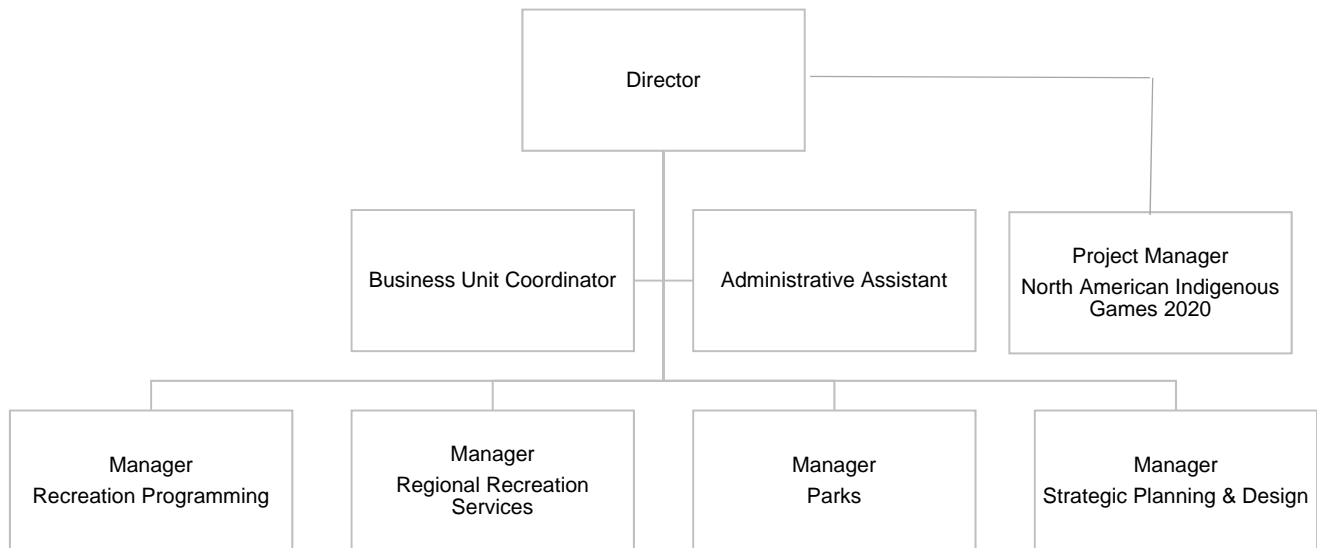 Director
Business Unit Coordinator
Administrative Assistant
Project Manager
North American Indigenous
Games 2020
Manager
Recreation Programming
Manager
Regional Recreation
Services
Manager
Parks
Manager
Strategic Planning & Design